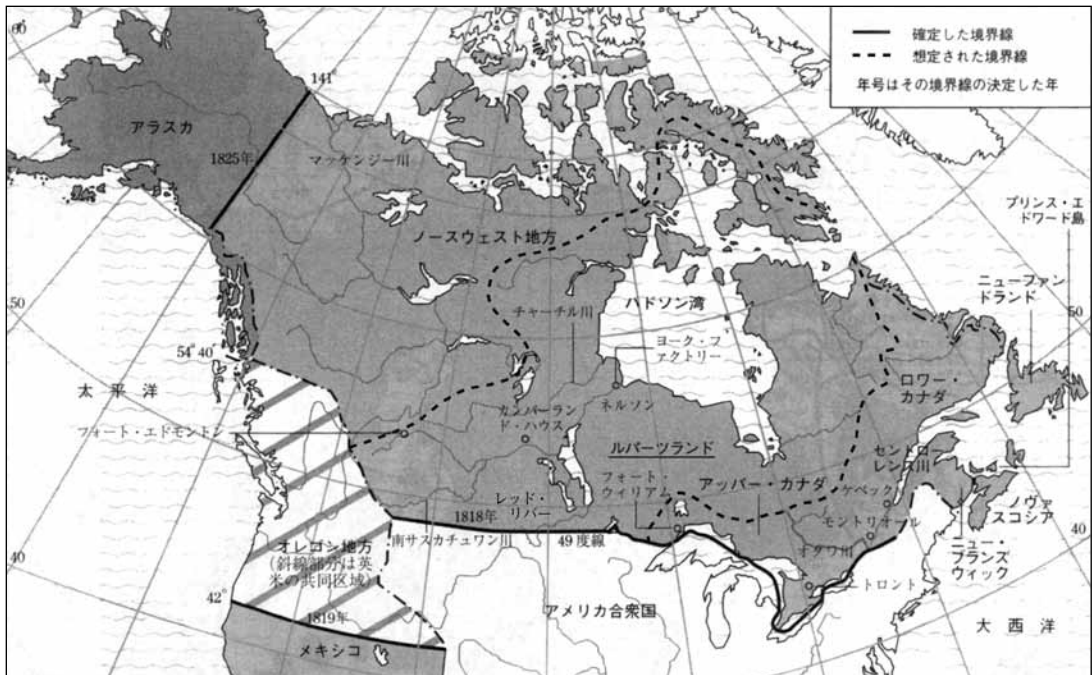 60°
確定した境界線
想定された境界線
年号はその境界線の決定した年
141°
アラスカ
1825年
マッケンジー川
プリンス・エ
ドワード島
ノースウェスト地方
ニューファン
ドランド
50
50
ハドソン湾
チャーチル川
ヨーク・フ
ァクトリー
54°40′
ロワー・
カナダ
太平洋
ネルソン
カンバーラン
ド・ハウス
フォート・エドモントン
ルパーツランド
セントロー
レンス川
フォート・
ウィリアム
アッパー・カナダ
ケベック
レッド・
リバー
ノヴァ
スコシア
1818年
モントリオール
南サスカチュワン川
49度線
オレゴン地方
(斜線部分は英
米の共同区域)
オタワ川
ニュー・
ブランズ
ウィック
40
40
トロント
42°
アメリカ合衆国
1819年
大西洋
メキシコ